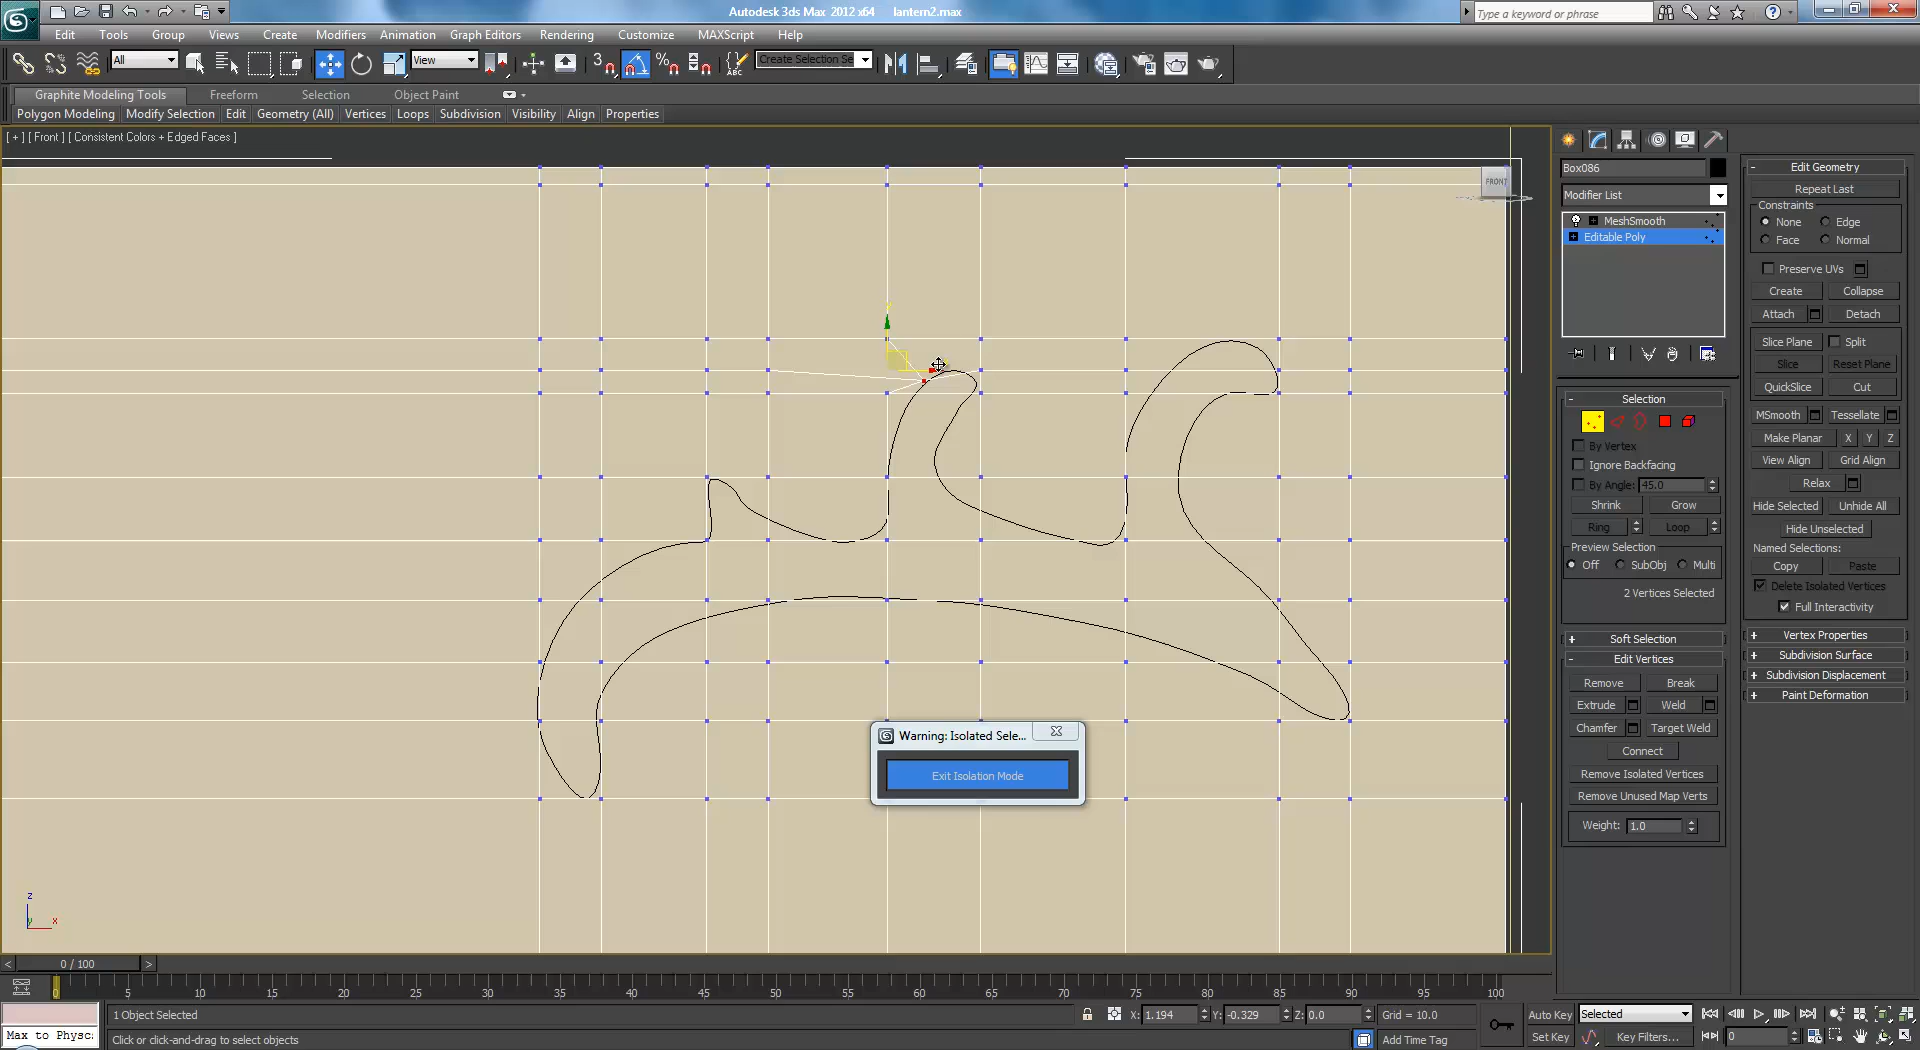 Autodesk 3ds Max 2012 x64 lantern2.max
Type a keyword or phrase
Edit Tools Group Views Create Modifiers Animation Graph Editors Rendering Customize MAXScript Help
All View Create Selection Se
Graphite Modeling Tools Freeform Selection Object Paint
Polygon Modeling Modify Selection Edit Geometry (All) Vertices Loops Subdivision Visibility Align Properties
[ + ] [ Front ] [ Consistent Colors + Edged Faces ]
FRONT
Box086
Modifier List
MeshSmooth
Editable Poly
Selection
By Vertex
Ignore Backfacing
By Angle: 45.0
Shrink Grow
Ring Loop
Preview Selection
Off SubObj Multi
2 Vertices Selected
Soft Selection
Edit Vertices
Remove Break
Extrude Weld
Chamfer Target Weld
Connect
Remove Isolated Vertices
Remove Unused Map Verts
Weight: 1.0
Edit Geometry
Repeat Last
Constraints
None Edge
Face Normal
Preserve UVs
Create Collapse
Attach Detach
Slice Plane Split
Slice Reset Plane
QuickSlice Cut
MSmooth Tessellate
Make Planar X Y Z
View Align Grid Align
Relax
Hide Selected Unhide All
Hide Unselected
Named Selections:
Copy Paste
Delete Isolated Vertices
Full Interactivity
Vertex Properties
Subdivision Surface
Subdivision Displacement
Paint Deformation
Warning: Isolated Sele...
Exit Isolation Mode
z
y x
< 0 / 100 >
0 5 10 15 20 25 30 35 40 45 50 55 60 65 70 75 80 85 90 95 100
1 Object Selected
X: 1.194 Y: -0.329 Z: 0.0 Grid = 10.0
Auto Key Selected
Max to Physc
Click or click-and-drag to select objects
Add Time Tag
Set Key Key Filters... 0